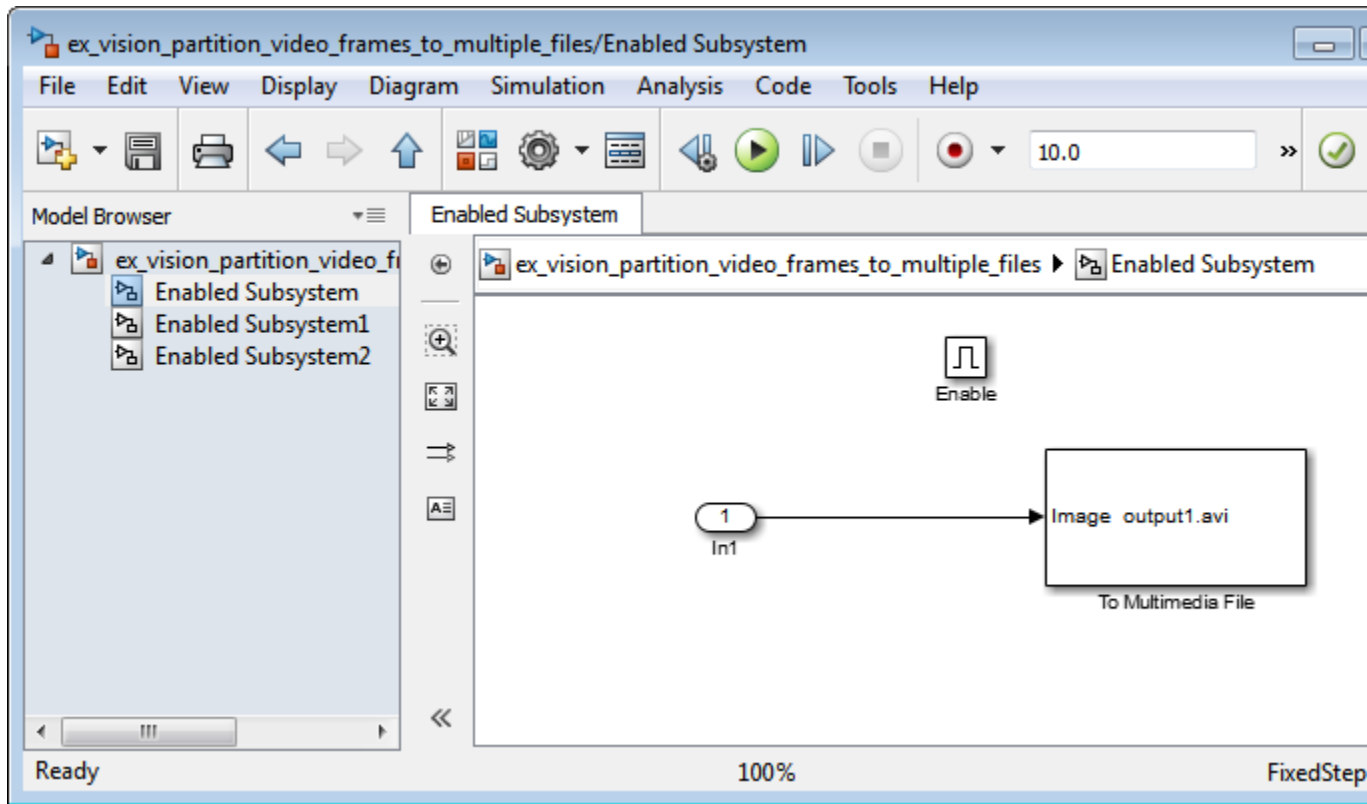 ex_vision_partition_video_frames_to_multiple_files/Enabled Subsystem
File Edit View Display Diagram Simulation Analysis Code Tools Help
10.0 »
Model Browser
Enabled Subsystem
ex_vision_partition_video_fr
Enabled Subsystem
Enabled Subsystem1
Enabled Subsystem2
ex_vision_partition_video_frames_to_multiple_files ▶ Enabled Subsystem
Enable
1
In1
Image output1.avi
To Multimedia File
Ready 100% FixedStep